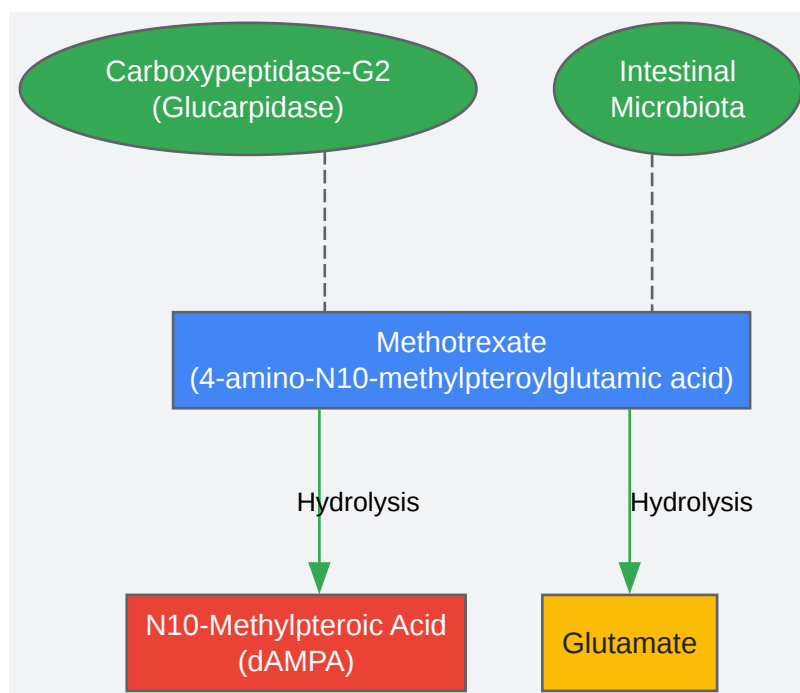 Carboxypeptidase-G2
(Glucarpidase)
Intestinal
Microbiota
Methotrexate
(4-amino-N10-methylpteroylglutamic acid)
Hydrolysis
Hydrolysis
N10-Methylpteroic Acid
(dAMPA)
Glutamate